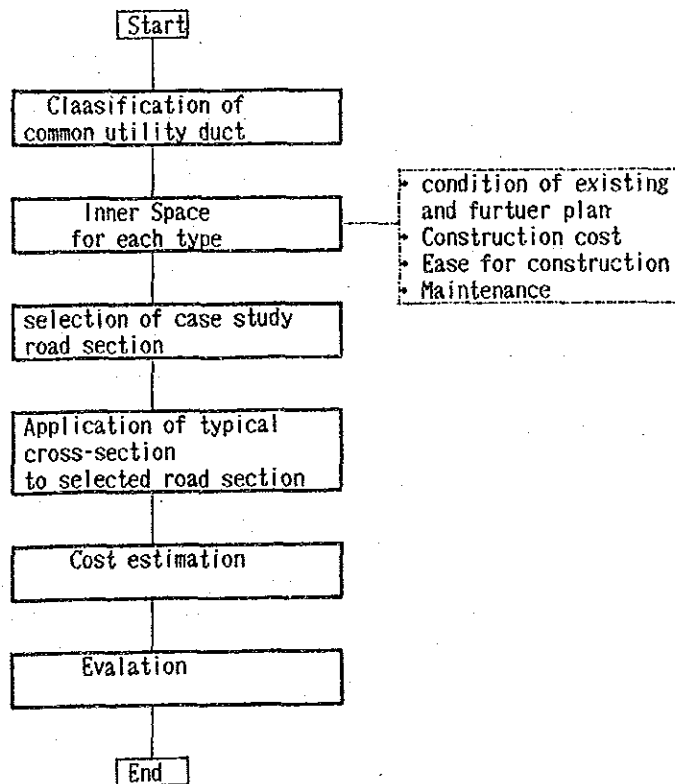 Start
Claasification of
common utility duct
Inner Space
for each type
• condition of existing
and furtuer plan
• Construction cost
• Ease for construction
• Maintenance
selection of case study
road section
Application of typical
cross-section
to selected road section
Cost estimation
Evalation
End